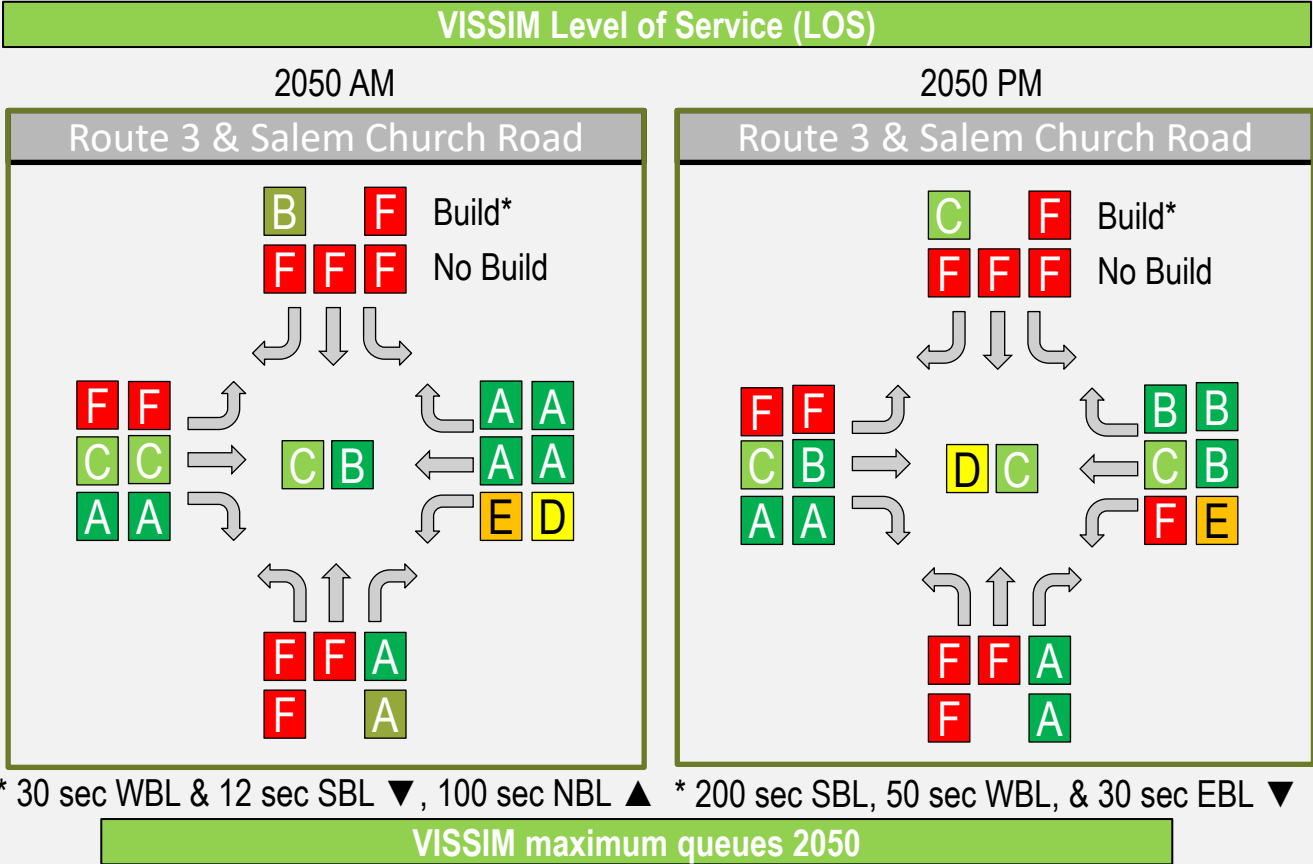 VISSIM Level of Service (LOS)
2050 AM
2050 PM
Route 3 & Salem Church Road
Route 3 & Salem Church Road
B F Build*
F F F No Build
C F Build*
F F F No Build
F F
C C
A A
C B
A A
A A
E D
F F
C B
A A
D C
B B
C B
F E
F F A
F A
F F A
F A
* 30 sec WBL & 12 sec SBL ▼, 100 sec NBL ▲
* 200 sec SBL, 50 sec WBL, & 30 sec EBL ▼
VISSIM maximum queues 2050